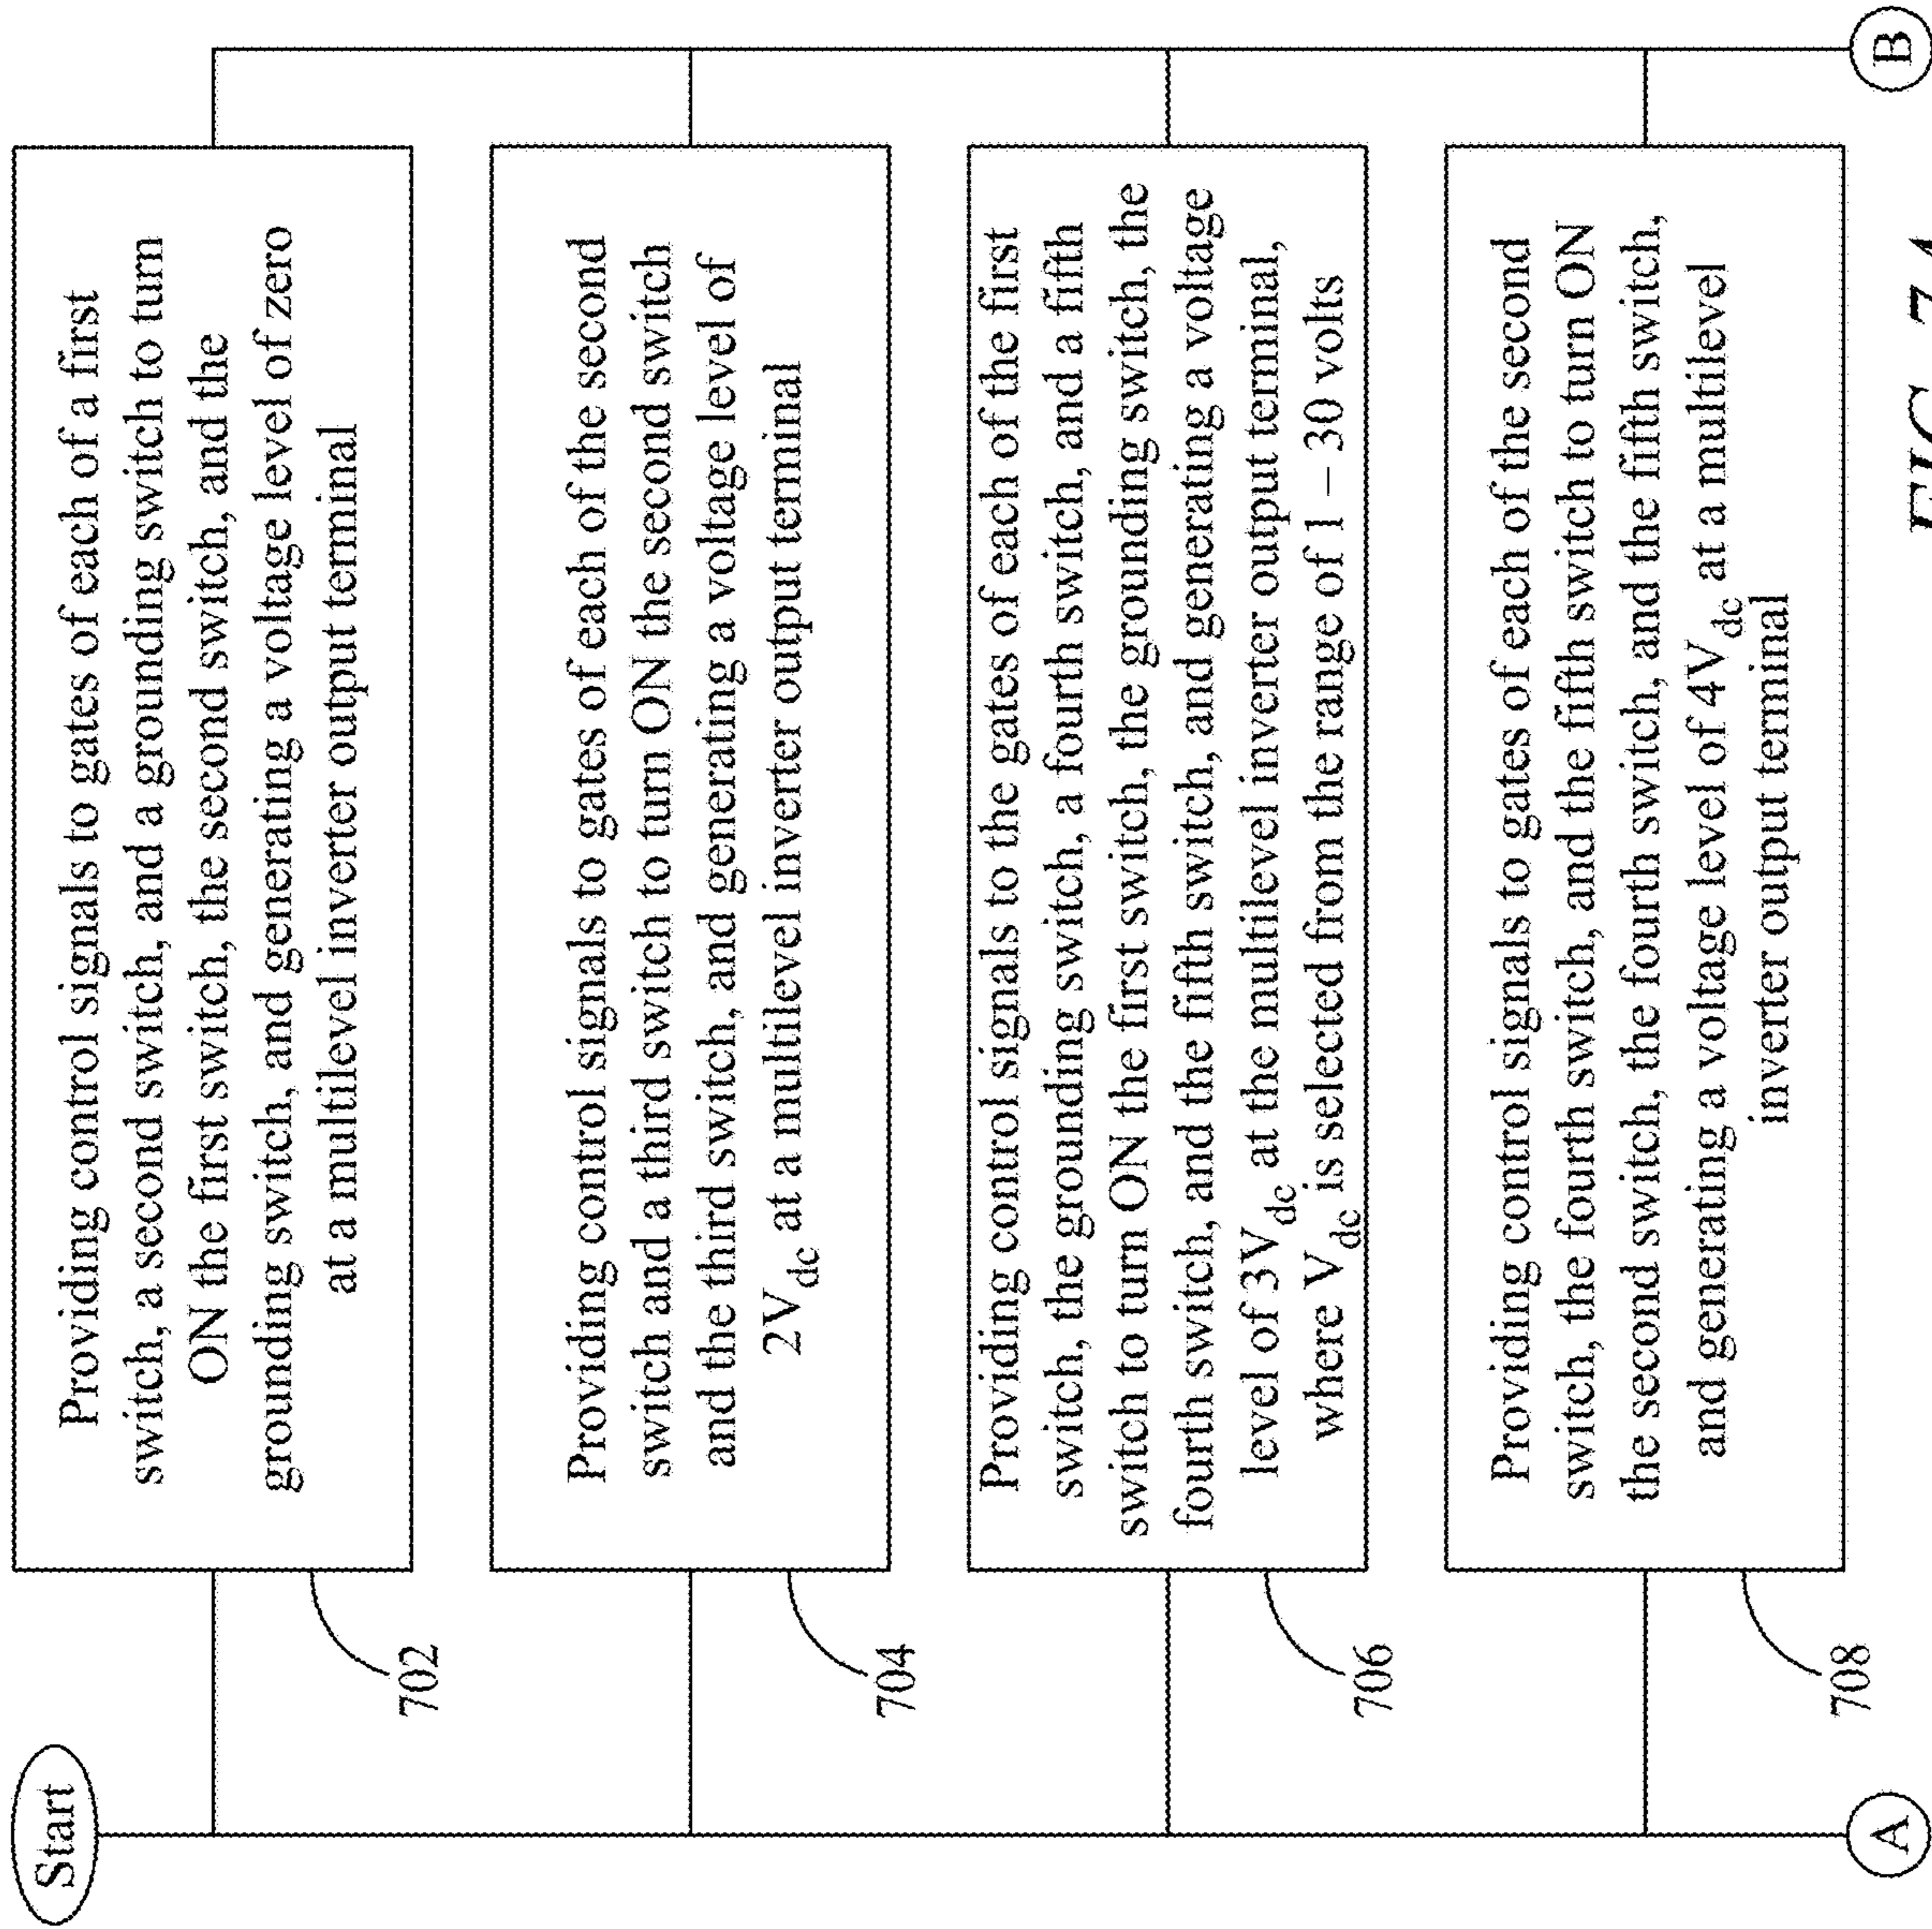 Start
Providing control signals to gates of each of a first
switch, a second switch, and a grounding switch to turn
ON the first switch, the second switch, and the
grounding switch, and generating a voltage level of zero
at a multilevel inverter output terminal
702
Providing control signals to gates of each of the second
switch and a third switch to turn ON the second switch
and the third switch, and generating a voltage level of
2Vdc at a multilevel inverter output terminal
704
Providing control signals to the gates of each of the first
switch, the grounding switch, a fourth switch, and a fifth
switch to turn ON the first switch, the grounding switch, the
fourth switch, and the fifth switch, and generating a voltage
level of 3Vdc at the multilevel inverter output terminal,
where Vdc is selected from the range of 1 – 30 volts
706
Providing control signals to gates of each of the second
switch, the fourth switch, and the fifth switch to turn ON
the second switch, the fourth switch, and the fifth switch,
and generating a voltage level of 4Vdc at a multilevel
inverter output terminal
708
A
B
FIG. 7A